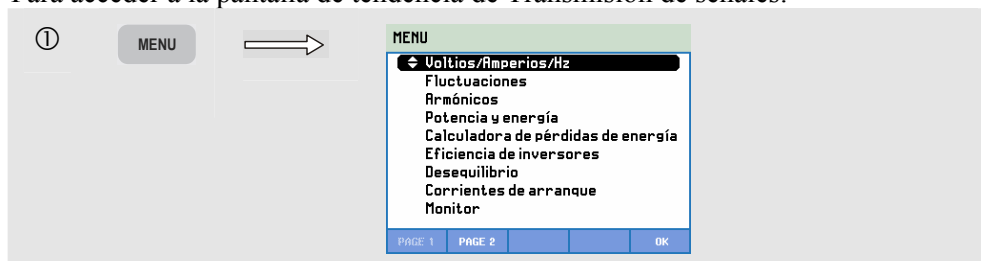 Para acceder a la pantalla de tendencia de Transmisión de señales:
① MENU
MENU
Voltios/Amperios/Hz
Fluctuaciones
Armónicos
Potencia y energía
Calculadora de pérdidas de energía
Eficiencia de inversores
Desequilibrio
Corrientes de arranque
Monitor
PAGE 1 PAGE 2 OK